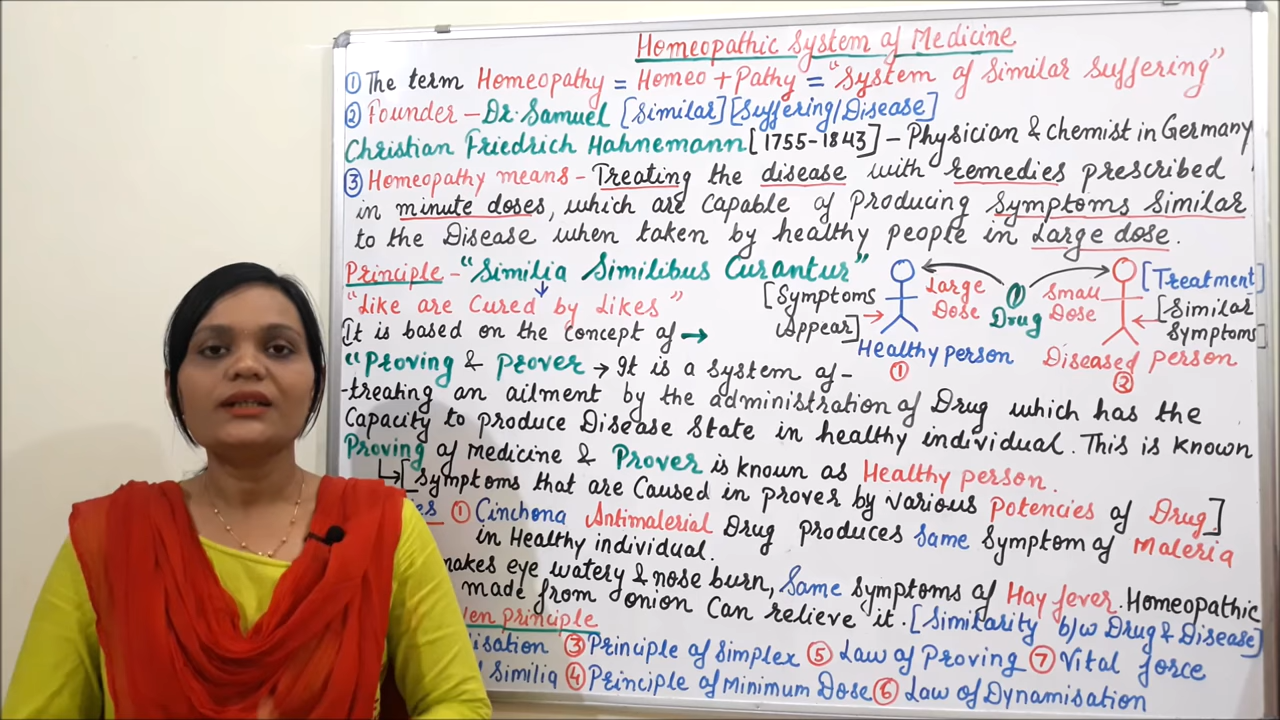 Homeopathic System of Medicine
① The term Homeopathy = Homeo + Pathy = "System of Similar Suffering"
② Founder - Dr. Samuel [Similar] [Suffering/Disease]
Christian Friedrich Hahnemann [1755-1843] - Physician & chemist in Germany
③ Homeopathy means - Treating the disease with remedies prescribed
in minute doses, which are capable of producing symptoms similar
to the Disease when taken by healthy people in Large dose.
Principle - "Similia Similibus Curantur"
"Like are Cured by Likes"
It is based on the concept of →
[Symptoms Appear] →
Large Dose
① Drug
Small Dose
[Treatment]
[Similar Symptoms]
Healthy person
①
Diseased person
②
"Proving & Prover → It is a system of -
-treating an ailment by the administration of Drug which has the
Capacity to produce Disease State in healthy individual. This is known
Proving of medicine & Prover is known as Healthy person.
↳ [Symptoms that are Caused in prover by various Potencies of Drug]
es ① Cinchona Antimalerial Drug produces Same Symptom of Maleria
in Healthy individual.
makes eye watery & nose burn, Same symptoms of Hay fever. Homeopathic
made from onion Can relieve it. [Similarity b/w Drug & Disease]
en principle
isation ③ Principle of Simplex ⑤ Law of Proving ⑦ Vital force
Similia ④ Principle of Minimum Dose ⑥ Law of Dynamisation